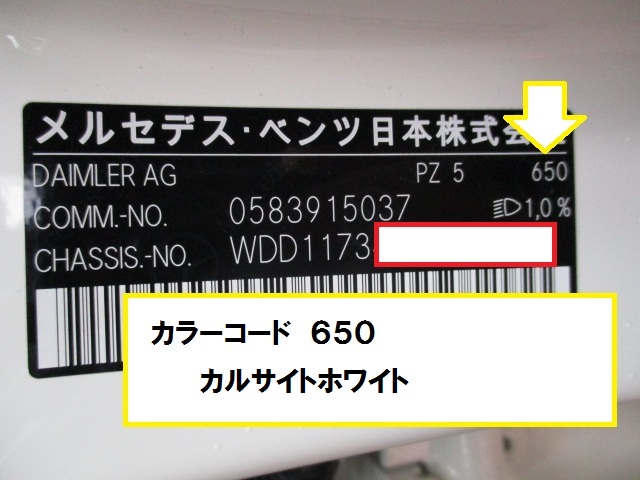 メルセデス・ベンツ日本株式会
DAIMLER AG PZ 5 650
COMM.-NO. 0583915037
1,0 %
CHASSIS.-NO. WDD1173
カラーコード ６５０
カルサイトホワイト